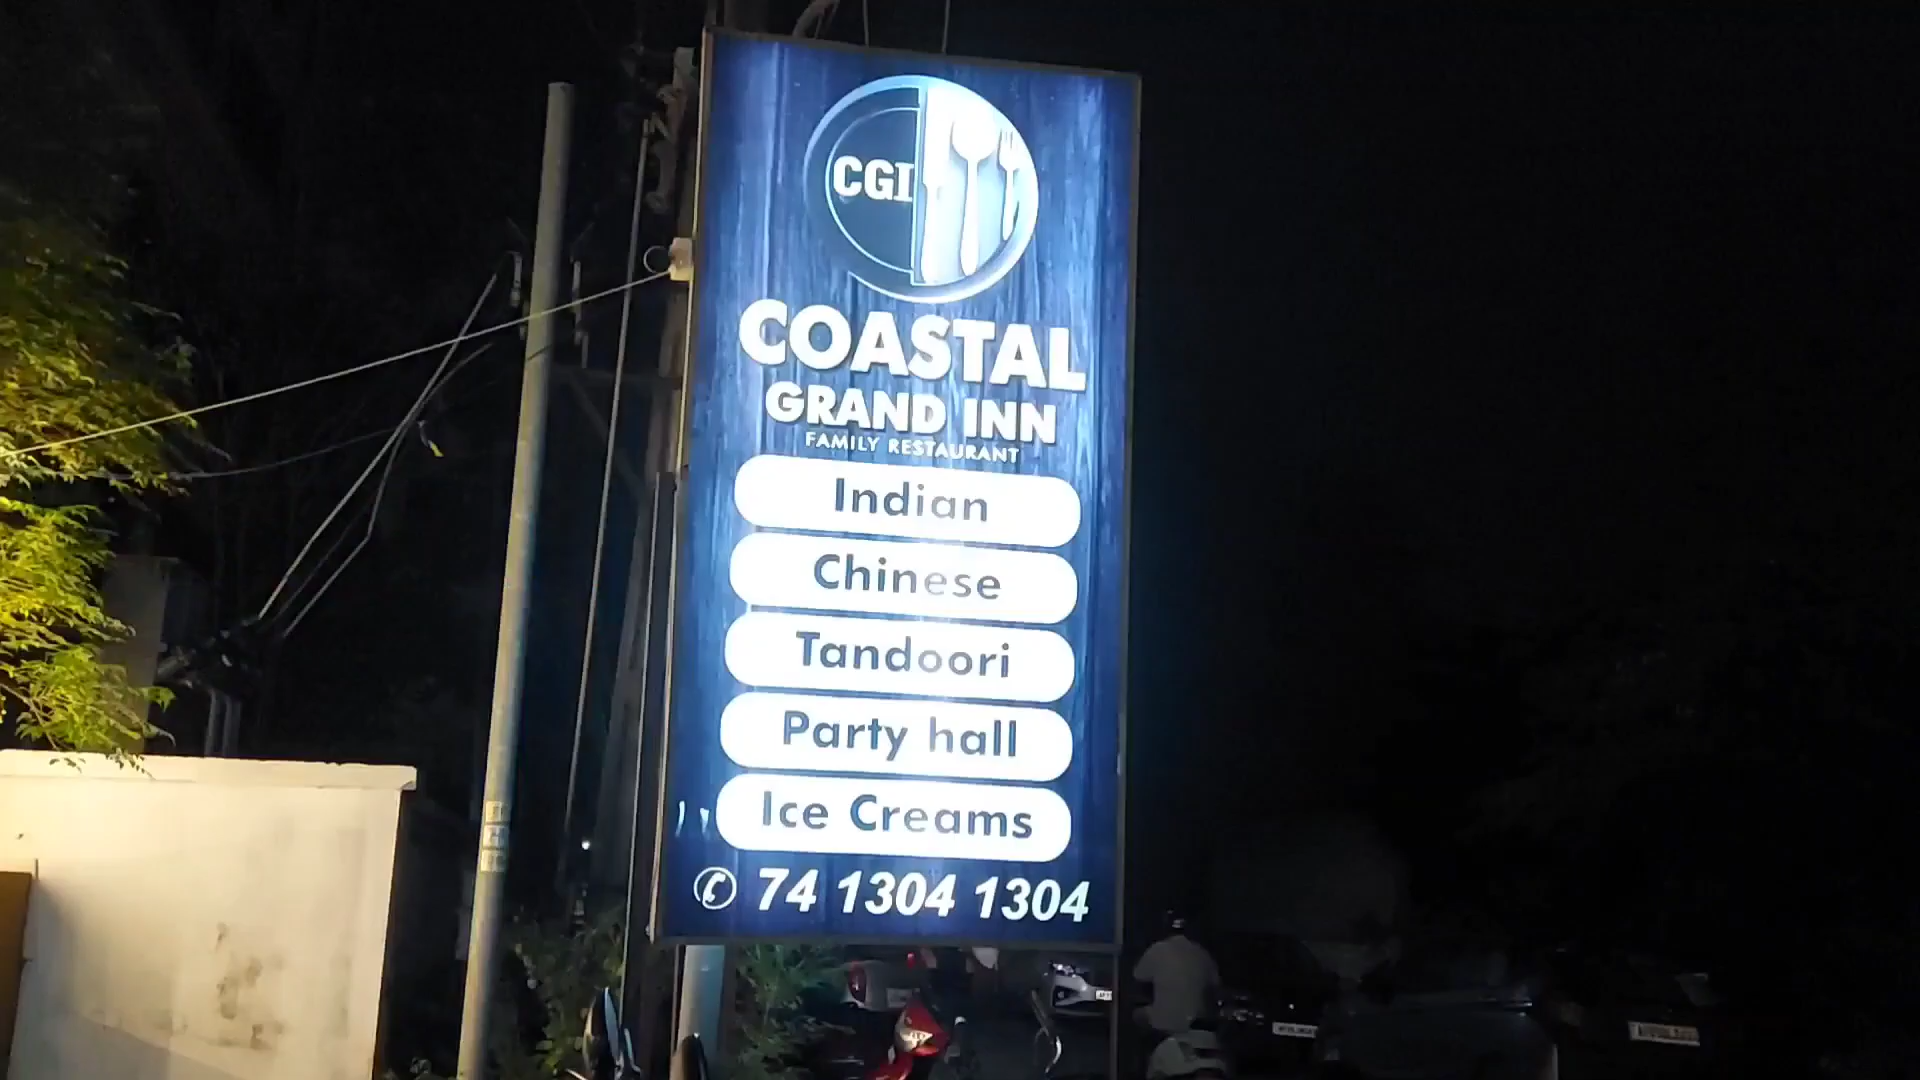 CGI
COASTAL
GRAND INN
FAMILY RESTAURANT
Indian
Chinese
Tandoori
Party hall
Ice Creams
74 1304 1304